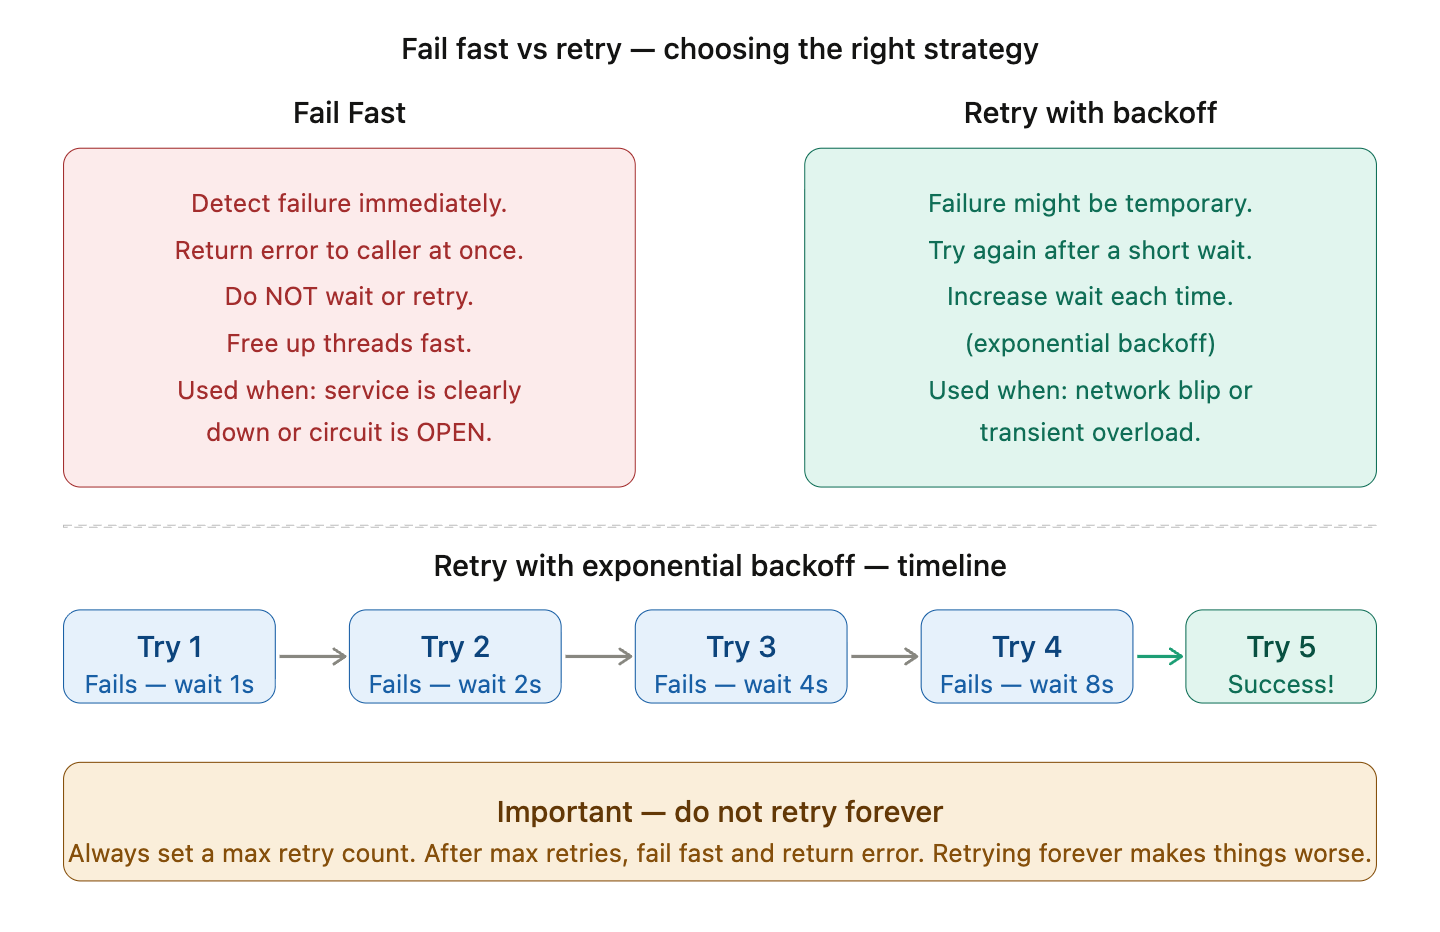 Fail fast vs retry — choosing the right strategy
Fail Fast
Detect failure immediately.
Return error to caller at once.
Do NOT wait or retry.
Free up threads fast.
Used when: service is clearly
down or circuit is OPEN.
Retry with backoff
Failure might be temporary.
Try again after a short wait.
Increase wait each time.
(exponential backoff)
Used when: network blip or
transient overload.
Retry with exponential backoff — timeline
Try 1
Fails — wait 1s
Try 2
Fails — wait 2s
Try 3
Fails — wait 4s
Try 4
Fails — wait 8s
Try 5
Success!
Important — do not retry forever
Always set a max retry count. After max retries, fail fast and return error. Retrying forever makes things worse.